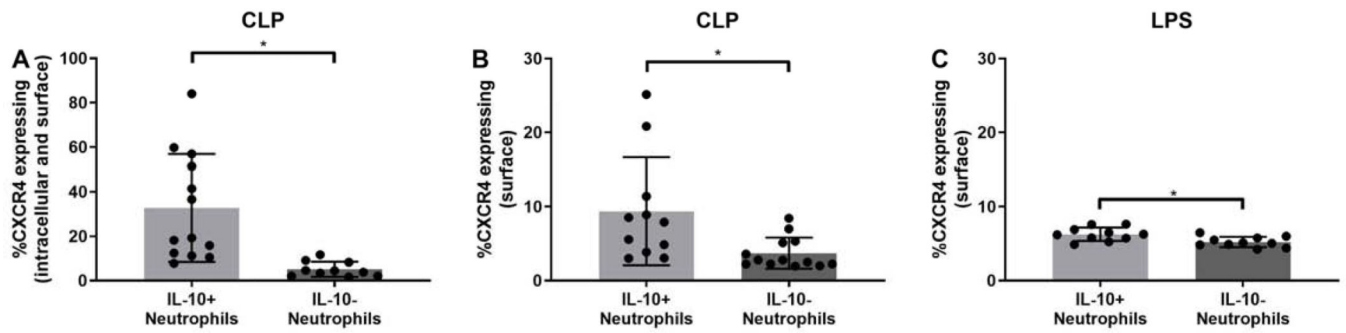 CLP
A
%CXCR4 expressing
(intracellular and surface)
*
100
80
60
40
20
0
IL-10+
Neutrophils
IL-10-
Neutrophils
CLP
B
%CXCR4 expressing
(surface)
*
30
20
10
0
IL-10+
Neutrophils
IL-10-
Neutrophils
LPS
C
%CXCR4 expressing
(surface)
*
30
20
10
0
IL-10+
Neutrophils
IL-10-
Neutrophils